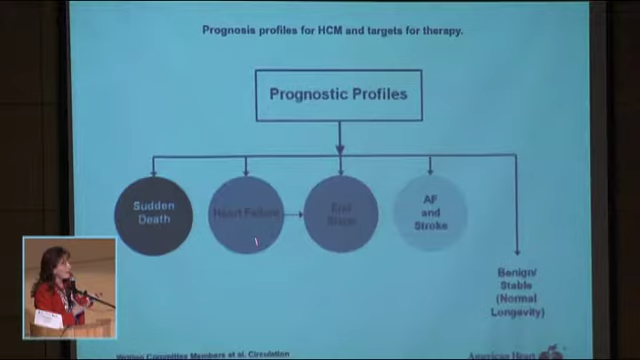 Prognosis profiles for HCM and targets for therapy.
Prognostic Profiles
Sudden
Death
Heart Failure
End
Stage
AF
and
Stroke
Benign/
Stable
(Normal
Longevity)
Writing Committee Members et al. Circulation
American Heart